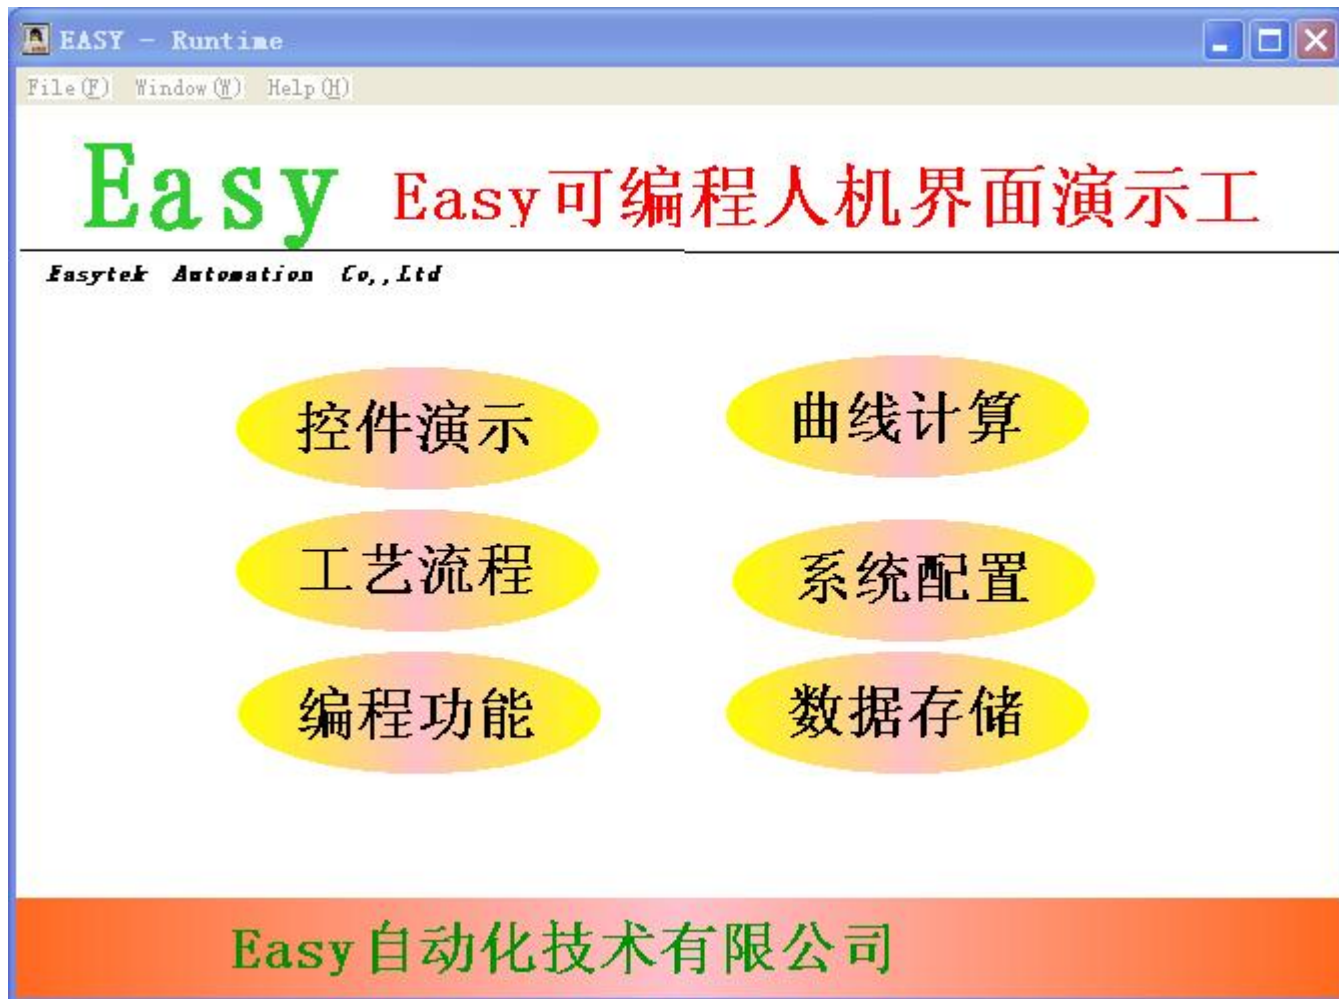 EASY - Runtime
File(F) Window(W) Help(H)
Easy Easy可编程人机界面演示工
Easytek Automation Co,,Ltd
控件演示 曲线计算
工艺流程 系统配置
编程功能 数据存储
Easy自动化技术有限公司